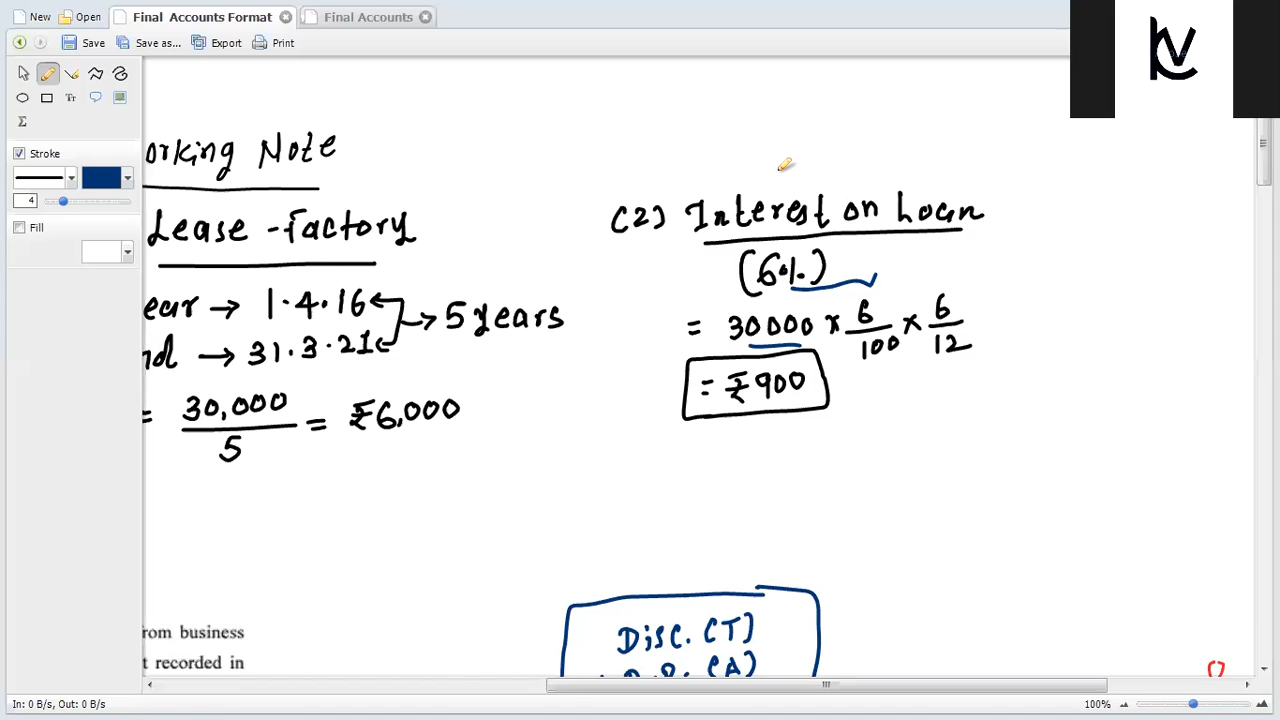 New Open Final Accounts Format Final Accounts
Save Save as... Export Print
Stroke
4
Fill
orking Note
Lease - Factory
ear → 1.4.16
nd → 31.3.21
→ 5 years
= 30,000 / 5 = ₹6,000
(2) Interest on Loan
(6%)
= 30000 × 6/100 × 6/12
= ₹900
rom business
t recorded in
Disc. (T)
(A)
In: 0 B/s, Out: 0 B/s
100%